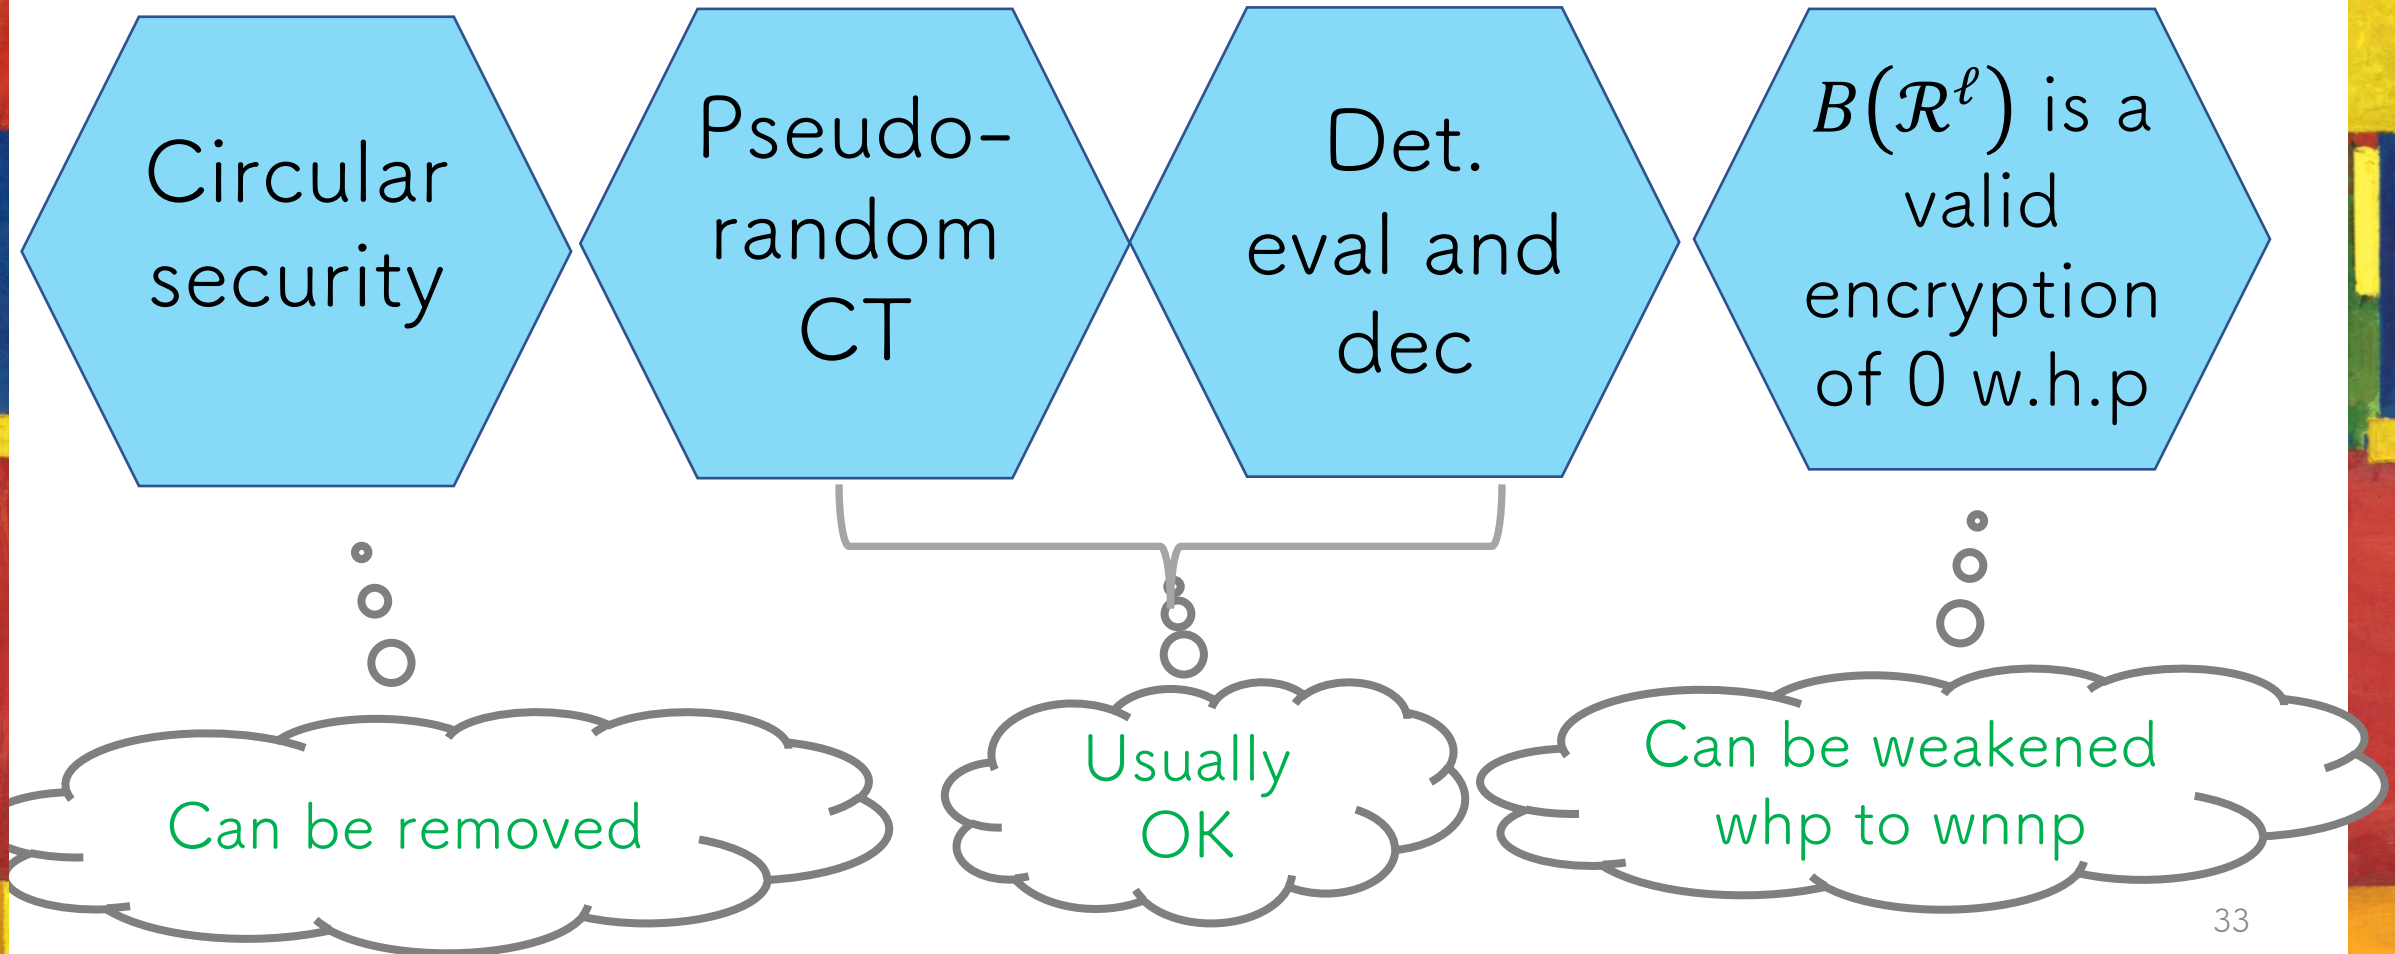 Circular
security
Pseudo-
random
CT
Det.
eval and
dec
𝐵(ℛ^ℓ) is a
valid
encryption
of 0 w.h.p
Can be removed
Usually
OK
Can be weakened
whp to wnnp
33